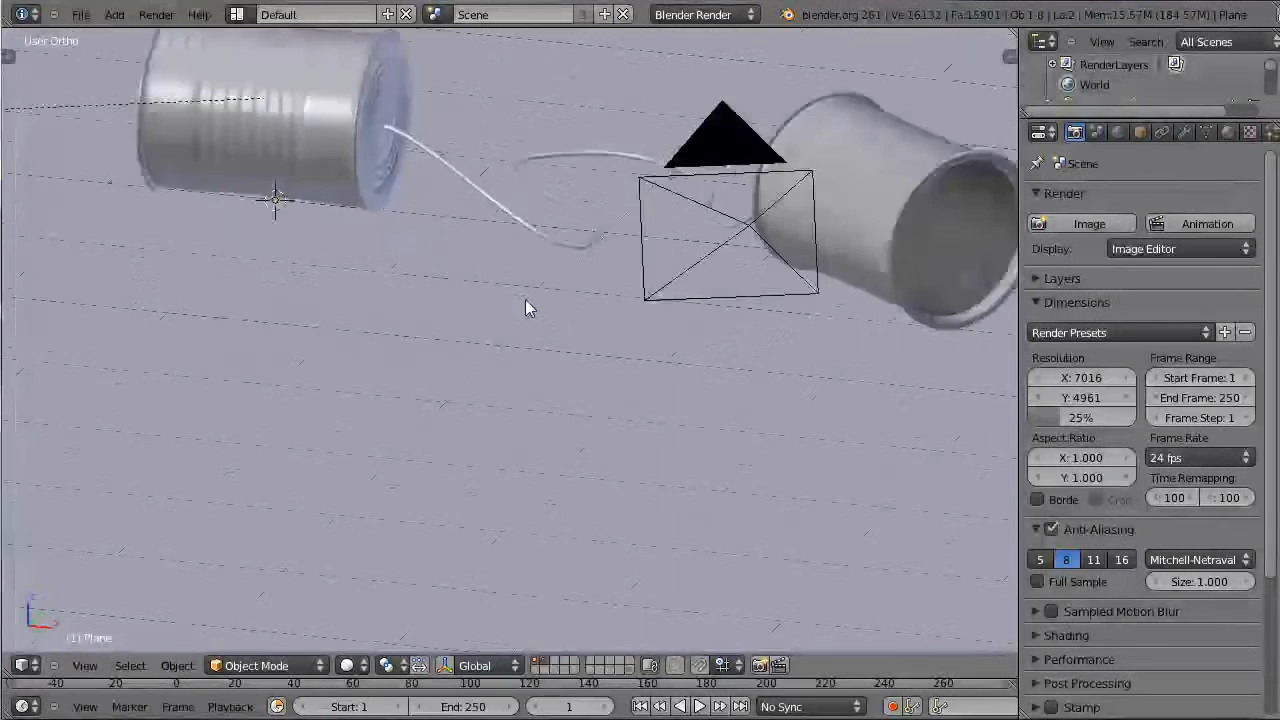 File Add Render Help Default Scene 3 Blender Render blender.org 261 | Ve:16132 | Fa:15901 | Ob:1-8 | La:2 | Mem:15.57M (184.57M) | Plane
User Ortho
View Search All Scenes
RenderLayers
World
Scene
Render
Image Animation
Display: Image Editor
Layers
Dimensions
Render Presets
Resolution Frame Range
X: 7016 Start Frame: 1
Y: 4961 End Frame: 250
25% Frame Step: 1
Aspect Ratio Frame Rate
X: 1.000 24 fps
Y: 1.000 Time Remapping:
Borde Crop : 100 : 100
Anti-Aliasing
5 8 11 16 Mitchell-Netraval
Full Sample Size: 1.000
Sampled Motion Blur
Shading
Performance
Post Processing
Stamp
(1) Plane
View Select Object Object Mode Global
-40 -20 0 20 40 60 80 100 120 140 160 180 200 220 240 260
View Marker Frame Playback Start: 1 End: 250 1 No Sync